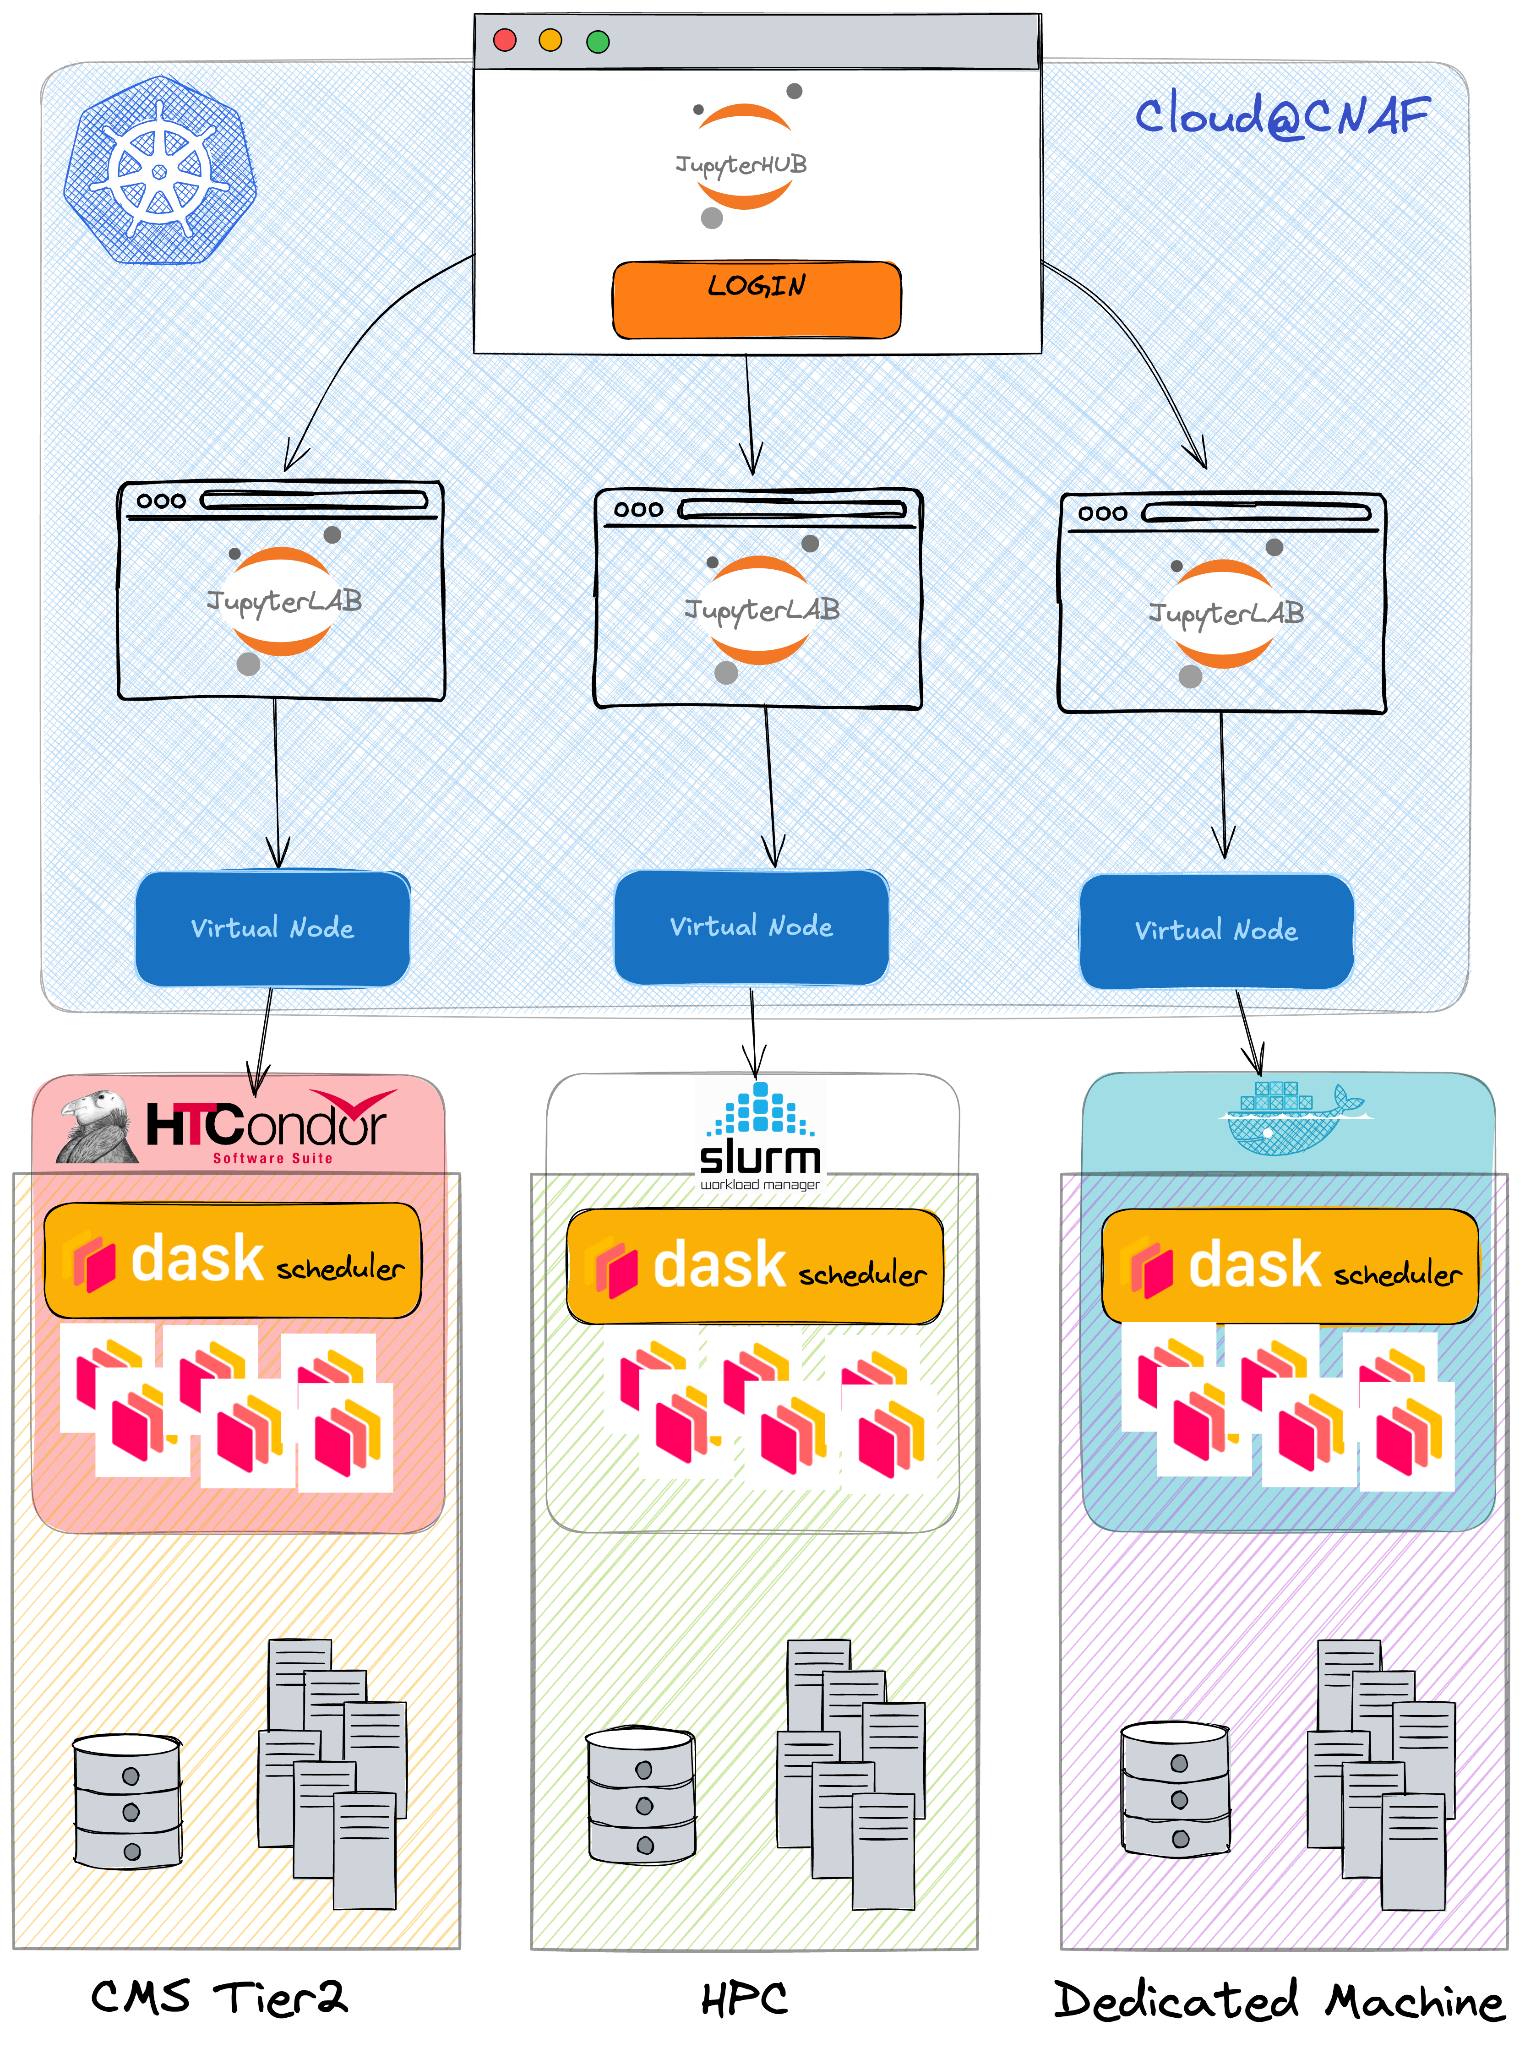 Cloud@CNAF
JupyterHUB
LOGIN
JupyterLAB
JupyterLAB
JupyterLAB
Virtual Node
Virtual Node
Virtual Node
HTCondor
Software Suite
slurm
workload manager
dask scheduler
dask scheduler
dask scheduler
CMS Tier2
HPC
Dedicated Machine